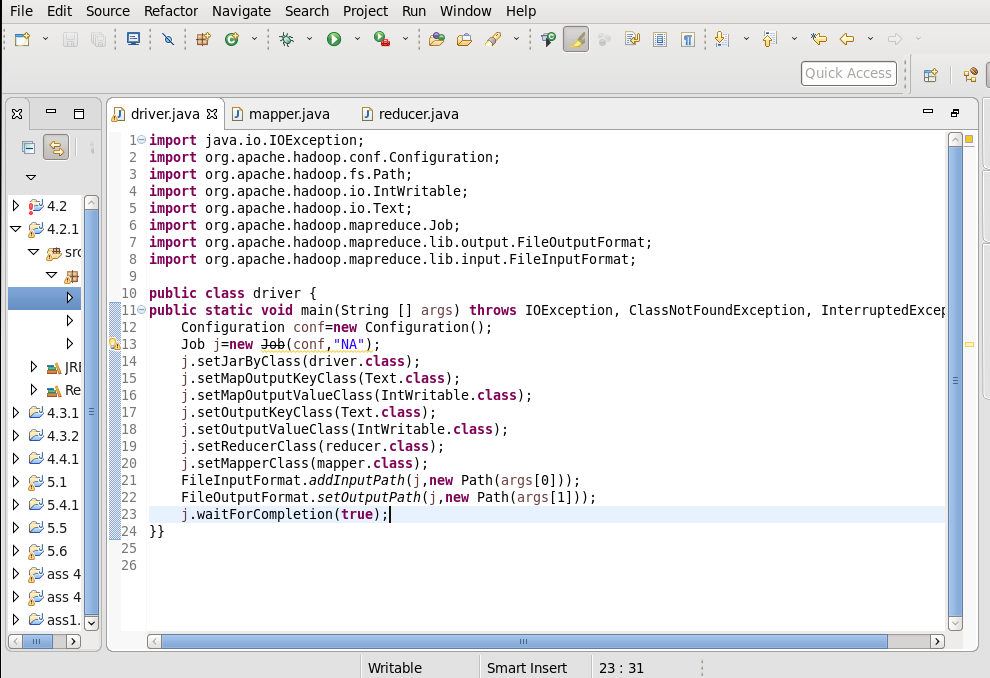 File Edit Source Refactor Navigate Search Project Run Window Help
Quick Access
driver.java mapper.java reducer.java
1 import java.io.IOException;
2 import org.apache.hadoop.conf.Configuration;
3 import org.apache.hadoop.fs.Path;
4 import org.apache.hadoop.io.IntWritable;
5 import org.apache.hadoop.io.Text;
6 import org.apache.hadoop.mapreduce.Job;
7 import org.apache.hadoop.mapreduce.lib.output.FileOutputFormat;
8 import org.apache.hadoop.mapreduce.lib.input.FileInputFormat;
9
10 public class driver {
11 public static void main(String [] args) throws IOException, ClassNotFoundException, InterruptedExcep
12 Configuration conf=new Configuration();
13 Job j=new Job(conf,"NA");
14 j.setJarByClass(driver.class);
15 j.setMapOutputKeyClass(Text.class);
16 j.setMapOutputValueClass(IntWritable.class);
17 j.setOutputKeyClass(Text.class);
18 j.setOutputValueClass(IntWritable.class);
19 j.setReducerClass(reducer.class);
20 j.setMapperClass(mapper.class);
21 FileInputFormat.addInputPath(j,new Path(args[0]));
22 FileOutputFormat.setOutputPath(j,new Path(args[1]));
23 j.waitForCompletion(true);
24 }}
25
26
4.2
4.2.1
src
JRE
Re
4.3.1
4.3.2
4.4.1
5.1
5.4.1
5.5
5.6
ass 4
ass 4
ass1.
Writable Smart Insert 23 : 31